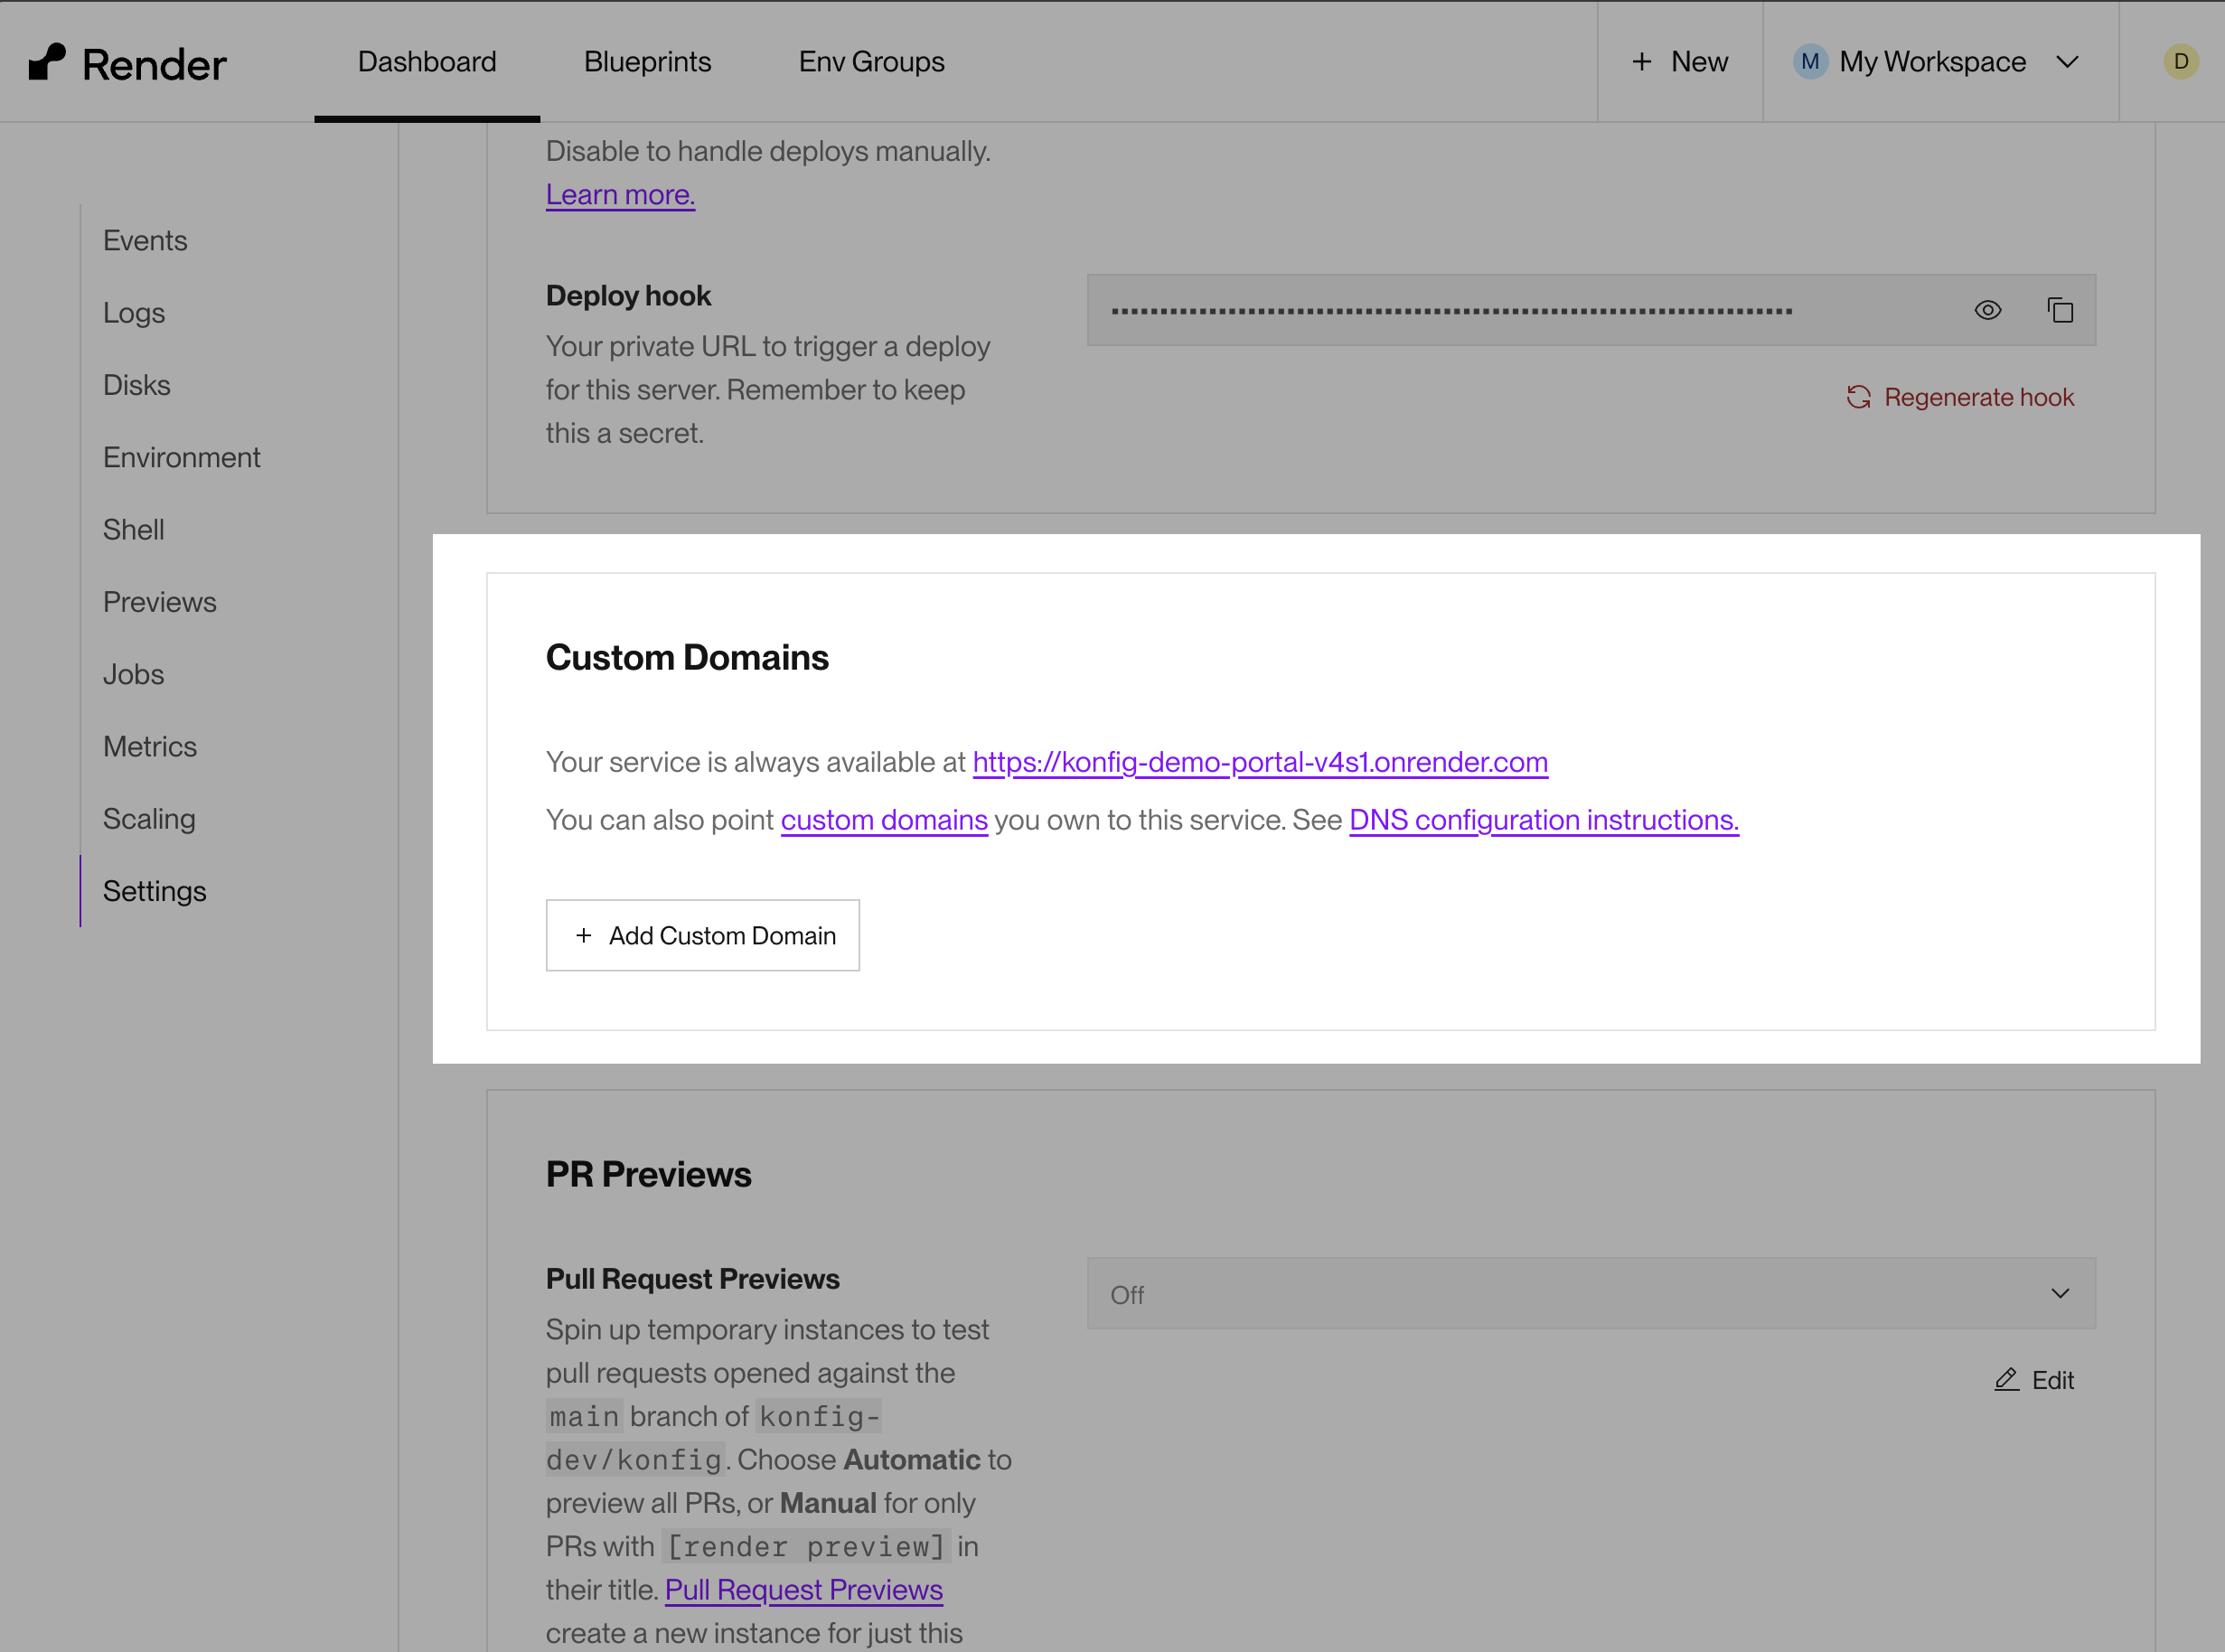 Render
Dashboard
Blueprints
Env Groups
+ New
M My Workspace
D
Events
Logs
Disks
Environment
Shell
Previews
Jobs
Metrics
Scaling
Settings
Disable to handle deploys manually.
Learn more.
Deploy hook
Your private URL to trigger a deploy
for this server. Remember to keep
this a secret.
Regenerate hook
Custom Domains
Your service is always available at https://konfig-demo-portal-v4s1.onrender.com
You can also point custom domains you own to this service. See DNS configuration instructions.
+ Add Custom Domain
PR Previews
Pull Request Previews
Spin up temporary instances to test
pull requests opened against the
main branch of konfig-
dev/konfig. Choose Automatic to
preview all PRs, or Manual for only
PRs with [render preview] in
their title. Pull Request Previews
create a new instance for just this
Off
Edit